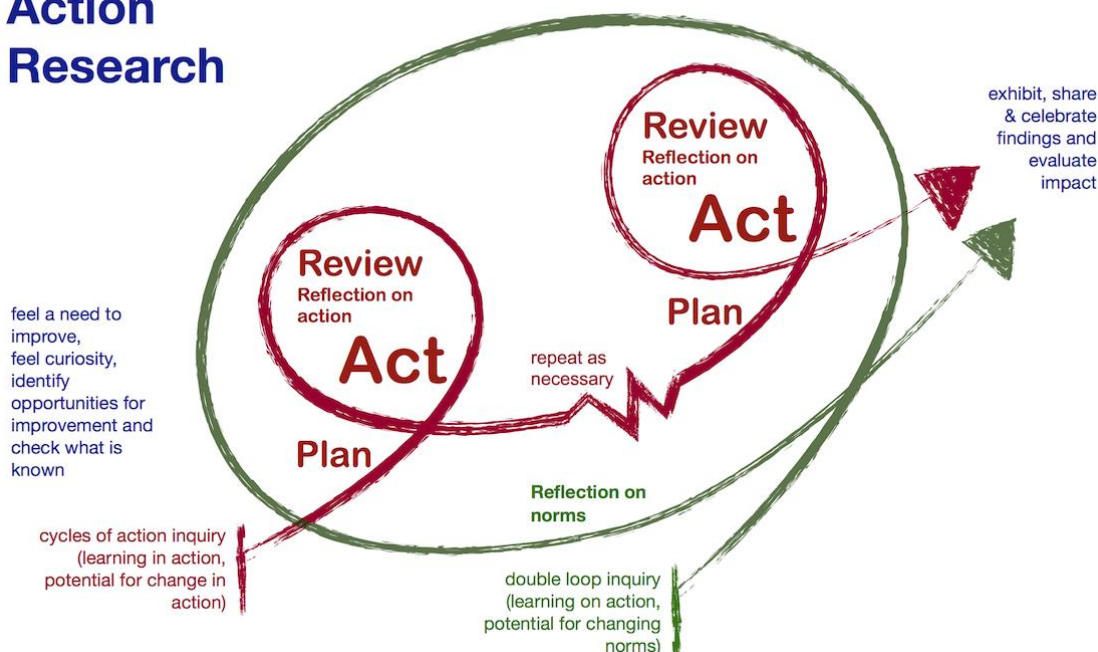 Action
Research
exhibit, share
& celebrate
findings and
evaluate
impact
Review
Reflection on
action
Act
Plan
Review
Reflection on
action
Act
Plan
repeat as
necessary
feel a need to
improve,
feel curiosity,
identify
opportunities for
improvement and
check what is
known
Reflection on
norms
cycles of action inquiry
(learning in action,
potential for change in
action)
double loop inquiry
(learning on action,
potential for changing
norms)